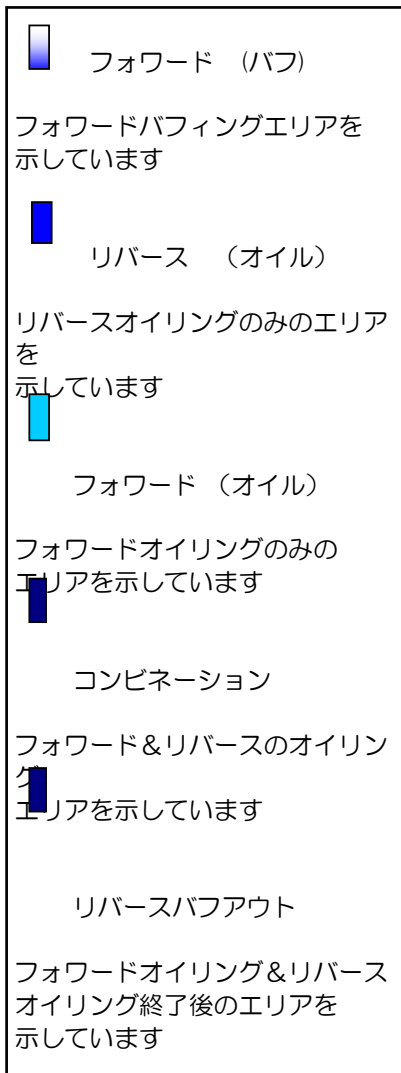 フォワード　(バフ)
フォワードバフィングエリアを
示しています
リバース　（オイル）
リバースオイリングのみのエリア
を
示しています
フォワード （オイル）
フォワードオイリングのみの
エリアを示しています
コンビネーション
フォワード＆リバースのオイリン
グ
エリアを示しています
リバースバフアウト
フォワードオイリング＆リバース
オイリング終了後のエリアを
示しています